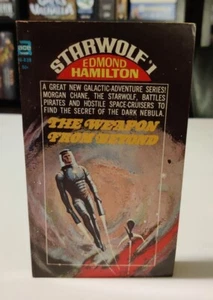 STARWOLF #1
EDMOND
HAMILTON
A GREAT NEW GALACTIC-ADVENTURE SERIES!
MORGAN CHANE, THE STARWOLF, BATTLES
PIRATES AND HOSTILE SPACE-CRUISERS TO
FIND THE SECRET OF THE DARK NEBULA.
THE WEAPON
FROM BEYOND